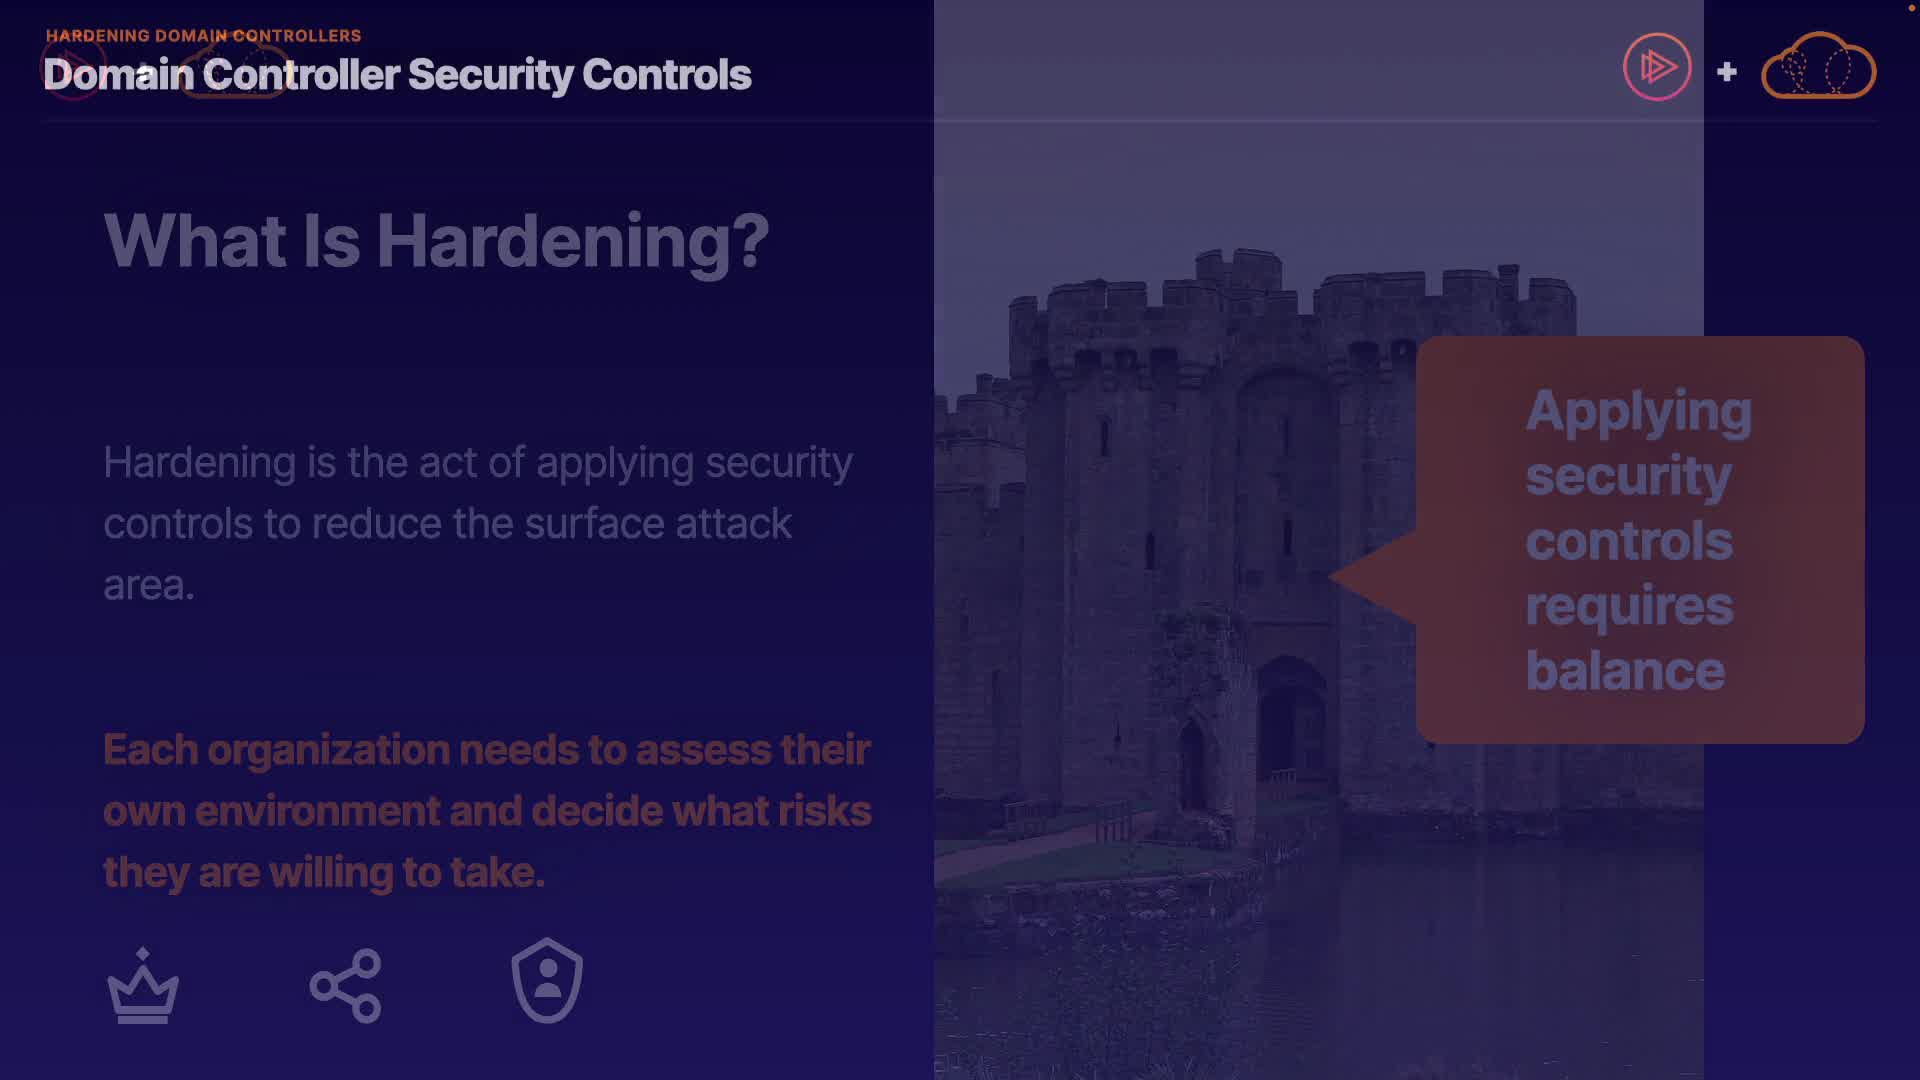 HARDENING DOMAIN CONTROLLERS
Domain Controller Security Controls
What Is Hardening?
Hardening is the act of applying security
controls to reduce the surface attack
area.
Each organization needs to assess their
own environment and decide what risks
they are willing to take.
Applying
security
controls
requires
balance